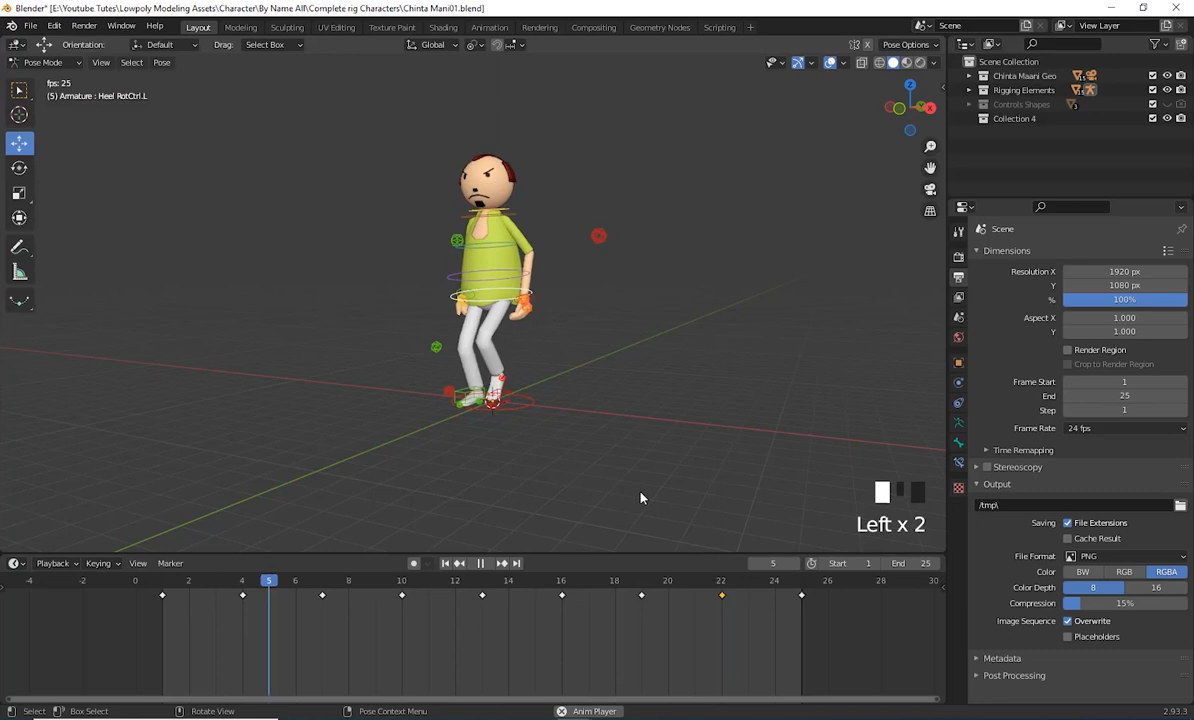 Blender* [E:\Youtube Tutes\Lowpoly Modeling Assets\Character\By Name All\Complete rig Characters\Chinta Mani01.blend]
File Edit Render Window Help Layout Modeling Sculpting UV Editing Texture Paint Shading Animation Rendering Compositing Geometry Nodes Scripting + Scene View Layer
Orientation: Default Drag: Select Box Global X Pose Options
Pose Mode View Select Pose
fps: 25
(5) Armature : Heel RotCtrl.L
Scene Collection
Chinta Maani Geo
Rigging Elements
Controls Shapes
Collection 4
Scene
Dimensions
Resolution X 1920 px
Y 1080 px
% 100%
Aspect X 1.000
Y 1.000
Render Region
Crop to Render Region
Frame Start 1
End 25
Step 1
Frame Rate 24 fps
Time Remapping
Stereoscopy
Output
/tmp\
Saving File Extensions
Cache Result
File Format PNG
Color BW RGB RGBA
Color Depth 8 16
Compression 15%
Image Sequence Overwrite
Placeholders
Metadata
Post Processing
Left x 2
Playback Keying View Marker 5 Start 1 End 25
-4 -2 0 2 4 5 6 8 10 12 14 16 18 20 22 24 26 28 30
Select Box Select Rotate View Pose Context Menu Anim Player 2.93.3